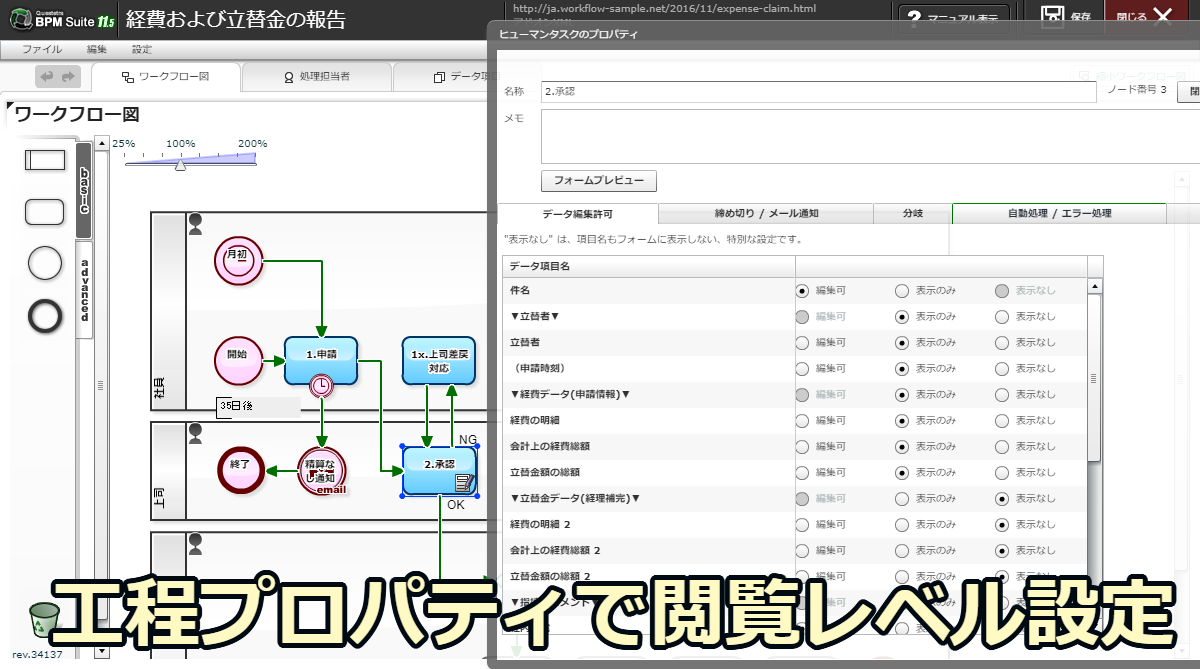 Questetra
BPM Suite 11.5
経費および立替金の報告
http://ja.workflow-sample.net/2016/11/expense-claim.html
マニュアル表示
保存
閉じる
ファイル
編集
設定
ワークフロー図
処理担当者
データ項目
ワークフロー図
25%
100%
200%
basic
advanced
社員
月初
開始
1.申請
1x.上司差戻
対応
35日後
上司
終了
精算な
し通知
email
2.承認
NG
OK
rev.34137
ヒューマンタスクのプロパティ
名称
2.承認
ノード番号 3
閉
メモ
フォームプレビュー
データ編集許可
締め切り / メール通知
分岐
自動処理 / エラー処理
"表示なし" は、項目名もフォームに表示しない、特別な設定です。
データ項目名
件名 編集可 表示のみ 表示なし
▼立替者▼ 編集可 表示のみ 表示なし
立替者 編集可 表示のみ 表示なし
（申請時刻） 編集可 表示のみ 表示なし
▼経費データ(申請情報)▼ 編集可 表示のみ 表示なし
経費の明細 編集可 表示のみ 表示なし
会計上の経費総額 編集可 表示のみ 表示なし
立替金額の総額 編集可 表示のみ 表示なし
▼立替金データ(経理補完)▼ 編集可 表示のみ 表示なし
経費の明細 2 編集可 表示のみ 表示なし
会計上の経費総額 2 編集可 表示のみ 表示なし
立替金額の総額 2 編集可 表示のみ 表示なし
工程プロパティで閲覧レベル設定